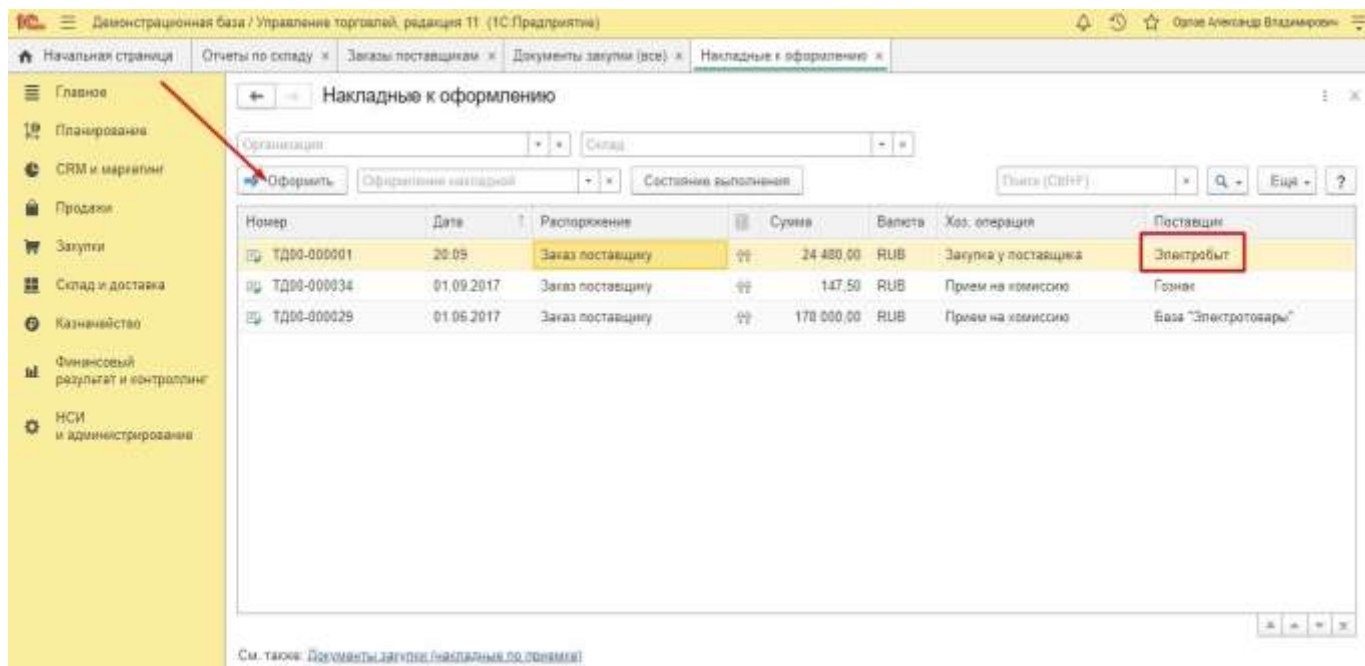 1С Демонстрационная база / Управление торговлей, редакция 11 (1С:Предприятие) Орлов Александр Владимирович
Начальная страница Отчеты по складу × Заказы поставщикам × Документы закупки (все) × Накладные к оформлению ×
Главное
Планирование
CRM и маркетинг
Продажи
Закупки
Склад и доставка
Казначейство
Финансовый
результат и контроллинг
НСИ
и администрирование
Накладные к оформлению
Организация Склад
Оформить Оформление накладной Состояние выполнения Поиск (Ctrl+F) × Еще ?
Номер Дата Распоряжение Сумма Валюта Хоз. операция Поставщик
ТД00-000001 20:09 Заказ поставщику 24 480,00 RUB Закупка у поставщика Электробыт
ТД00-000034 01.09.2017 Заказ поставщику 147,50 RUB Прием на комиссию Гознак
ТД00-000029 01.06.2017 Заказ поставщику 170 000,00 RUB Прием на комиссию База "Электротовары"
См. также: Документы закупки (накладные по приемке)